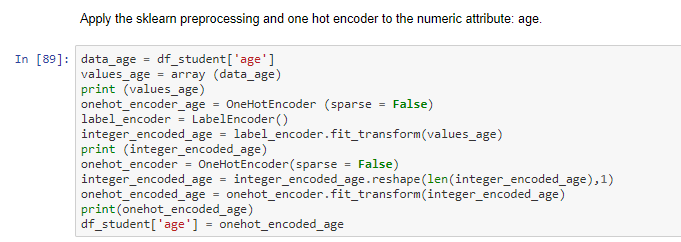 Apply the sklearn preprocessing and one hot encoder to the numeric attribute: age.
In [89]: data_age = df_student['age']
values_age = array (data_age)
print (values_age)
onehot_encoder_age = OneHotEncoder (sparse = False)
label_encoder = LabelEncoder()
integer_encoded_age = label_encoder.fit_transform(values_age)
print (integer_encoded_age)
onehot_encoder = OneHotEncoder(sparse = False)
integer_encoded_age = integer_encoded_age.reshape(len(integer_encoded_age),1)
onehot_encoded_age = onehot_encoder.fit_transform(integer_encoded_age)
print(onehot_encoded_age)
df_student['age'] = onehot_encoded_age